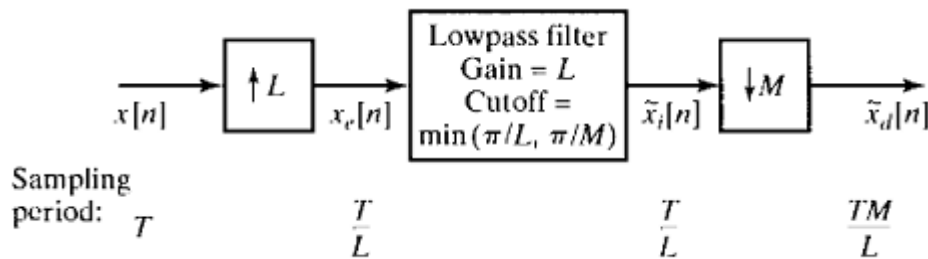 Lowpass filter
Gain = L
Cutoff =
min (π/L, π/M)
↑ L
↓ M
x[n]
x_e[n]
x̃_i[n]
x̃_d[n]
Sampling
period:
T
T/L
T/L
TM/L